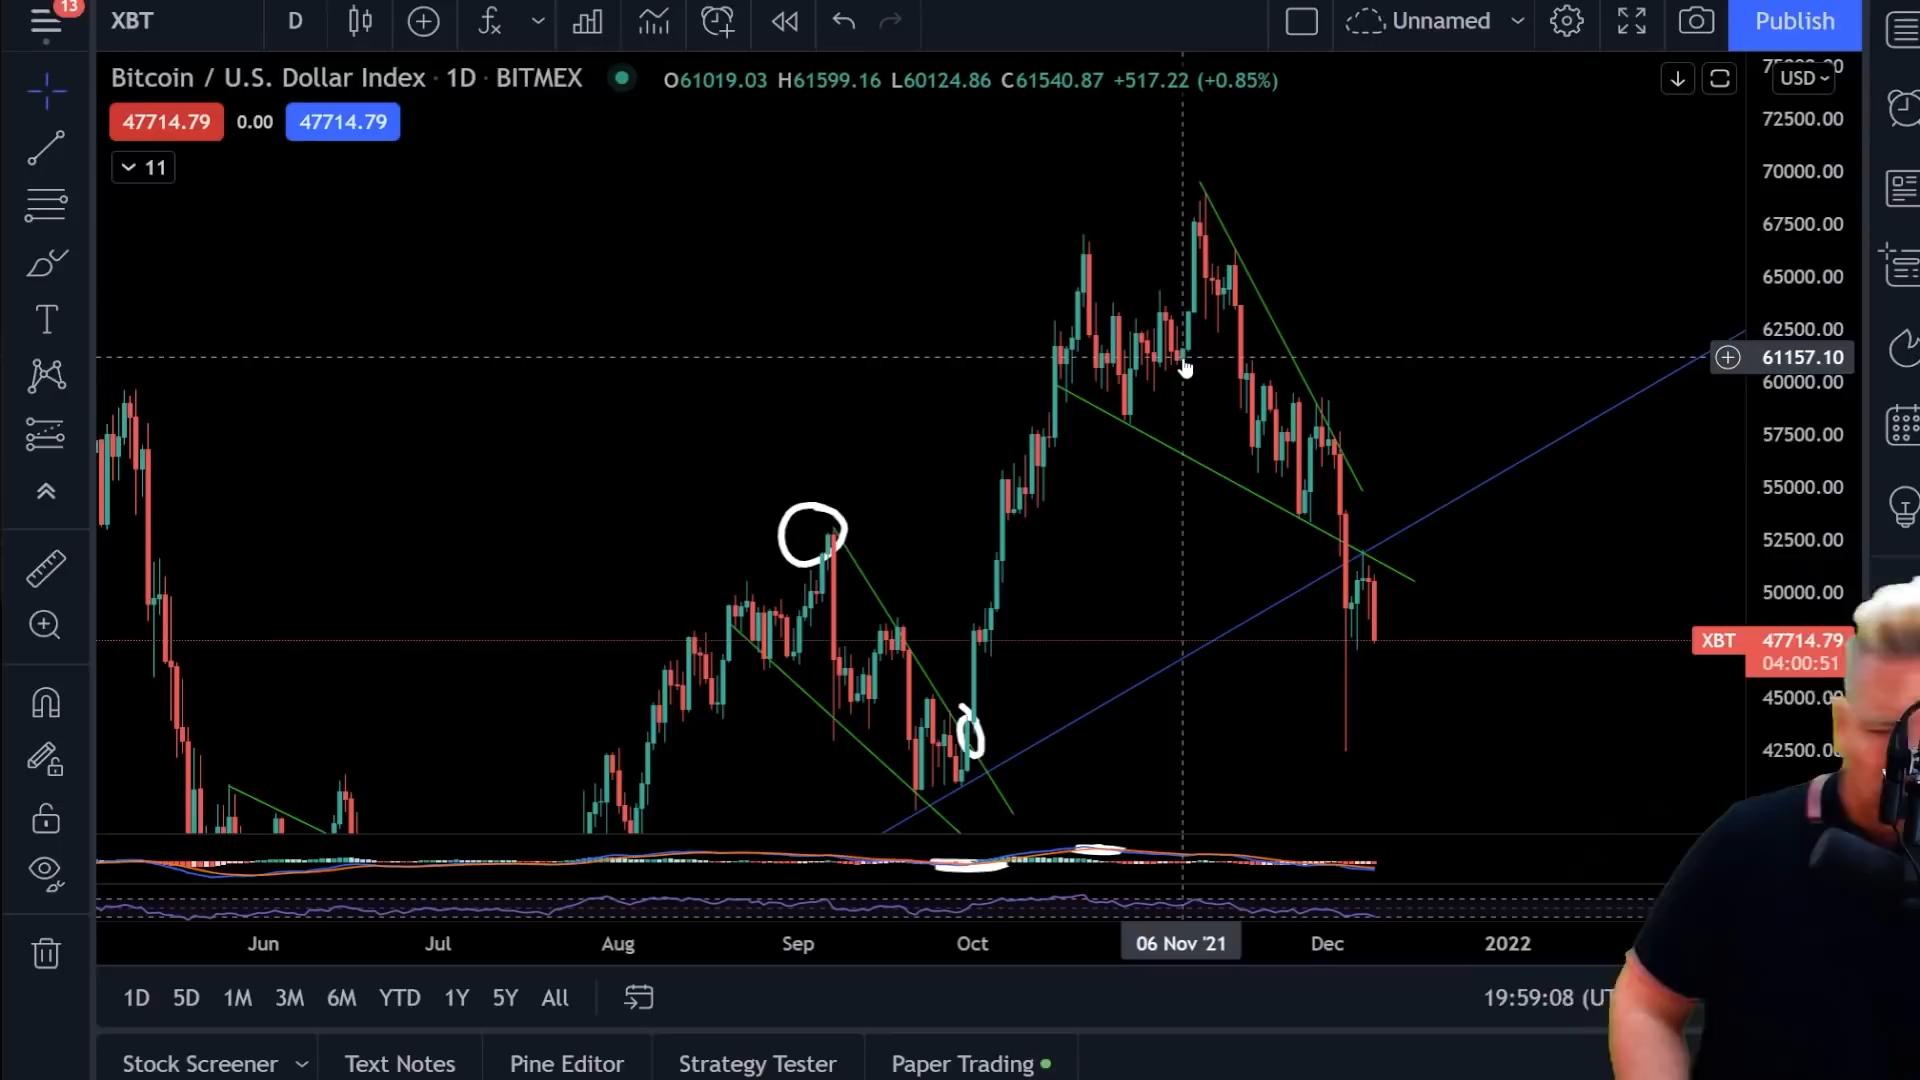 13
XBT D Unnamed Publish
Bitcoin / U.S. Dollar Index · 1D · BITMEX O61019.03 H61599.16 L60124.86 C61540.87 +517.22 (+0.85%)
USD
47714.79 0.00 47714.79
11
72500.00
70000.00
67500.00
65000.00
62500.00
61157.10
60000.00
57500.00
55000.00
52500.00
50000.00
XBT 47714.79
04:00:51
45000.00
42500.00
Jun Jul Aug Sep Oct 06 Nov '21 Dec 2022
1D 5D 1M 3M 6M YTD 1Y 5Y All 19:59:08
Stock Screener Text Notes Pine Editor Strategy Tester Paper Trading